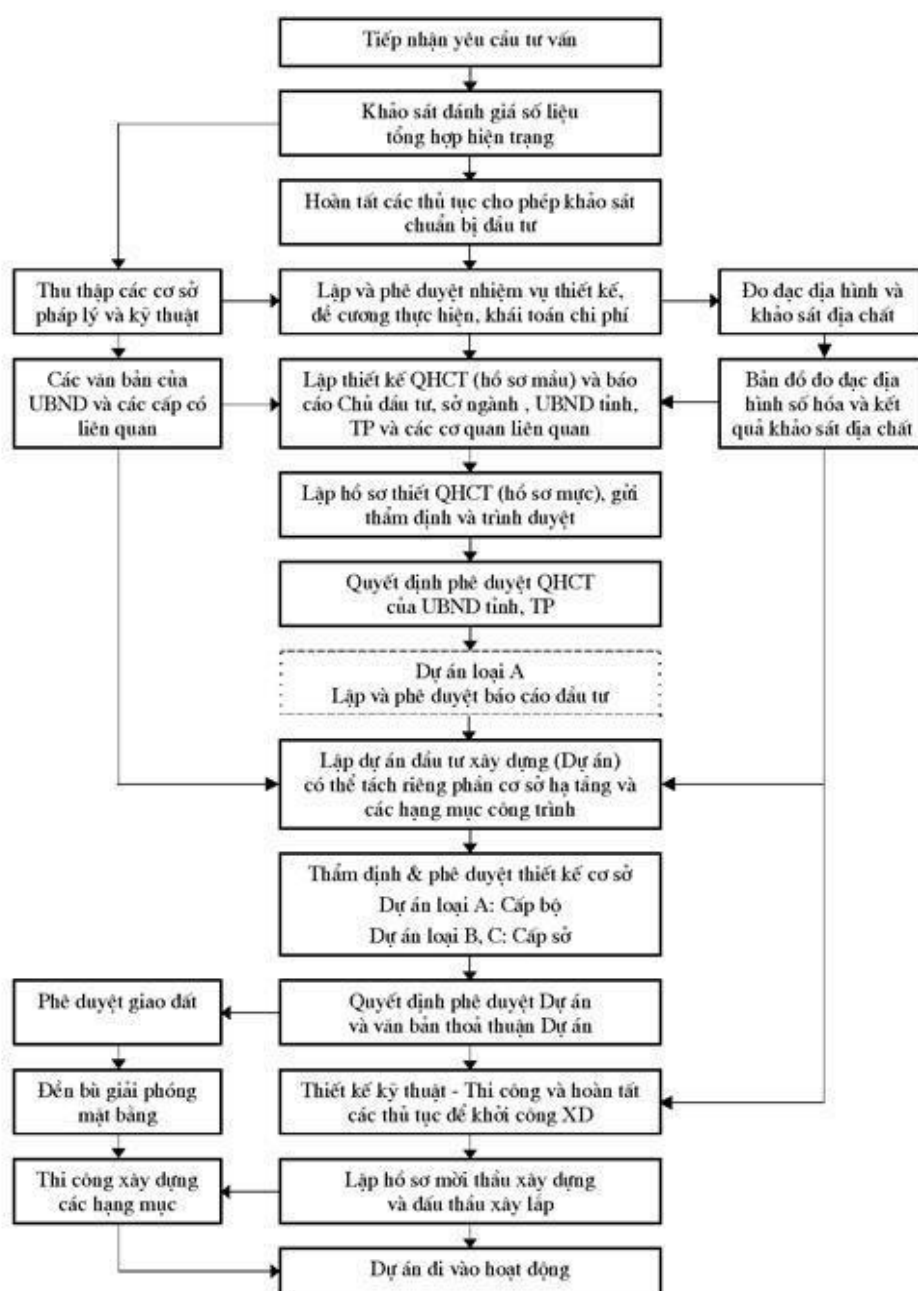 Tiếp nhận yêu cầu tư vấn
Khảo sát đánh giá số liệu
tổng hợp hiện trạng
Hoàn tất các thủ tục cho phép khảo sát
chuẩn bị đầu tư
Thu thập các cơ sở
pháp lý và kỹ thuật
Lập và phê duyệt nhiệm vụ thiết kế,
đề cương thực hiện, khái toán chi phí
Đo đạc địa hình và
khảo sát địa chất
Các văn bản của
UBND và các cấp có
liên quan
Lập thiết kế QHCT (hồ sơ mầu) và báo
cáo Chủ đầu tư, sở ngành , UBND tỉnh,
TP và các cơ quan liên quan
Bản đồ đo đạc địa
hình số hóa và kết
quả khảo sát địa chất
Lập hồ sơ thiết QHCT (hồ sơ mực), gửi
thẩm định và trình duyệt
Quyết định phê duyệt QHCT
của UBND tỉnh, TP
Dự án loại A
Lập và phê duyệt báo cáo đầu tư
Lập dự án đầu tư xây dựng (Dự án)
có thể tách riêng phần cơ sở hạ tầng và
các hạng mục công trình
Thẩm định & phê duyệt thiết kế cơ sở
Dự án loại A: Cấp bộ
Dự án loại B, C: Cấp sở
Phê duyệt giao đất
Quyết định phê duyệt Dự án
và văn bản thoả thuận Dự án
Đền bù giải phóng
mặt bằng
Thiết kế kỹ thuật - Thi công và hoàn tất
các thủ tục để khởi công XD
Thi công xây dựng
các hạng mục
Lập hồ sơ mời thầu xây dựng
và đấu thầu xây lắp
Dự án đi vào hoạt động